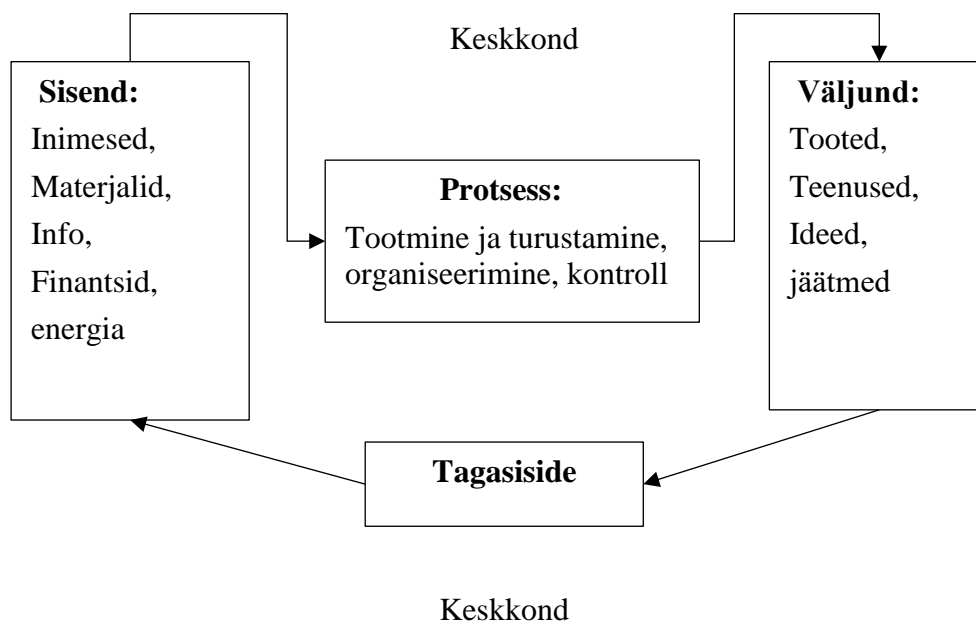 Keskkond
Sisend:
Inimesed,
Materjalid,
Info,
Finantsid,
energia
Protsess:
Tootmine ja turustamine,
organiseerimine, kontroll
Väljund:
Tooted,
Teenused,
Ideed,
jäätmed
Tagasiside
Keskkond